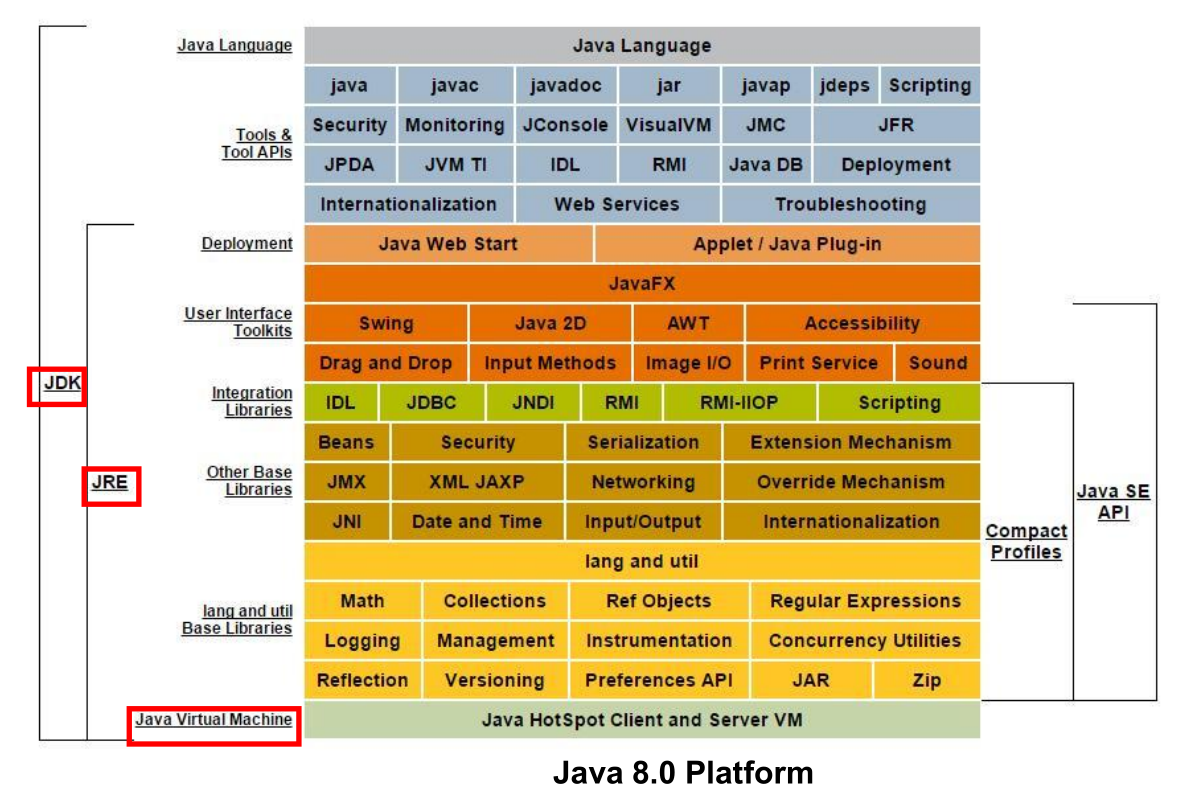 Java Language
Java Language
java javac javadoc jar javap jdeps Scripting
Tools &
Tool APIs
Security Monitoring JConsole VisualVM JMC JFR
JPDA JVM TI IDL RMI Java DB Deployment
Internationalization Web Services Troubleshooting
Deployment
Java Web Start Applet / Java Plug-in
JavaFX
User Interface
Toolkits
Swing Java 2D AWT Accessibility
Drag and Drop Input Methods Image I/O Print Service Sound
JDK
Integration
Libraries
IDL JDBC JNDI RMI RMI-IIOP Scripting
Beans Security Serialization Extension Mechanism
JRE
Other Base
Libraries
JMX XML JAXP Networking Override Mechanism
JNI Date and Time Input/Output Internationalization
Java SE
API
Compact
Profiles
lang and util
lang and util
Base Libraries
Math Collections Ref Objects Regular Expressions
Logging Management Instrumentation Concurrency Utilities
Reflection Versioning Preferences API JAR Zip
Java Virtual Machine
Java HotSpot Client and Server VM
Java 8.0 Platform